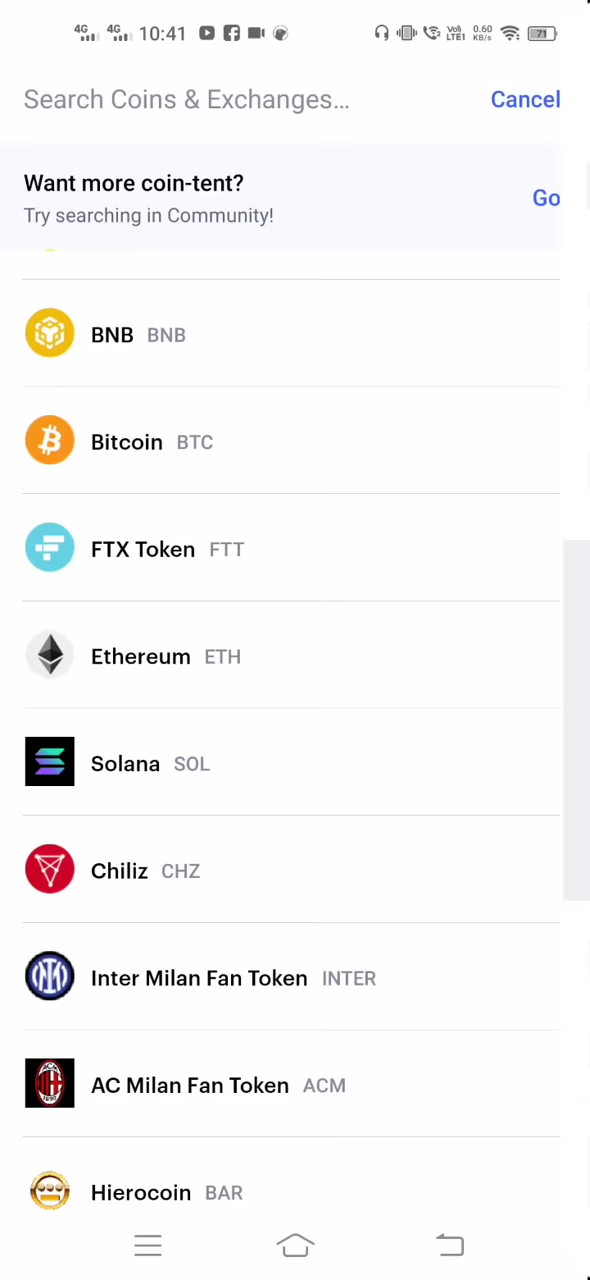 4G 4G 10:41 VoI) LTE1 0.60 KB/s 71
Search Coins & Exchanges... Cancel
Want more coin-tent?
Try searching in Community!
Go
BNB BNB
Bitcoin BTC
FTX Token FTT
Ethereum ETH
Solana SOL
Chiliz CHZ
Inter Milan Fan Token INTER
AC Milan Fan Token ACM
Hierocoin BAR